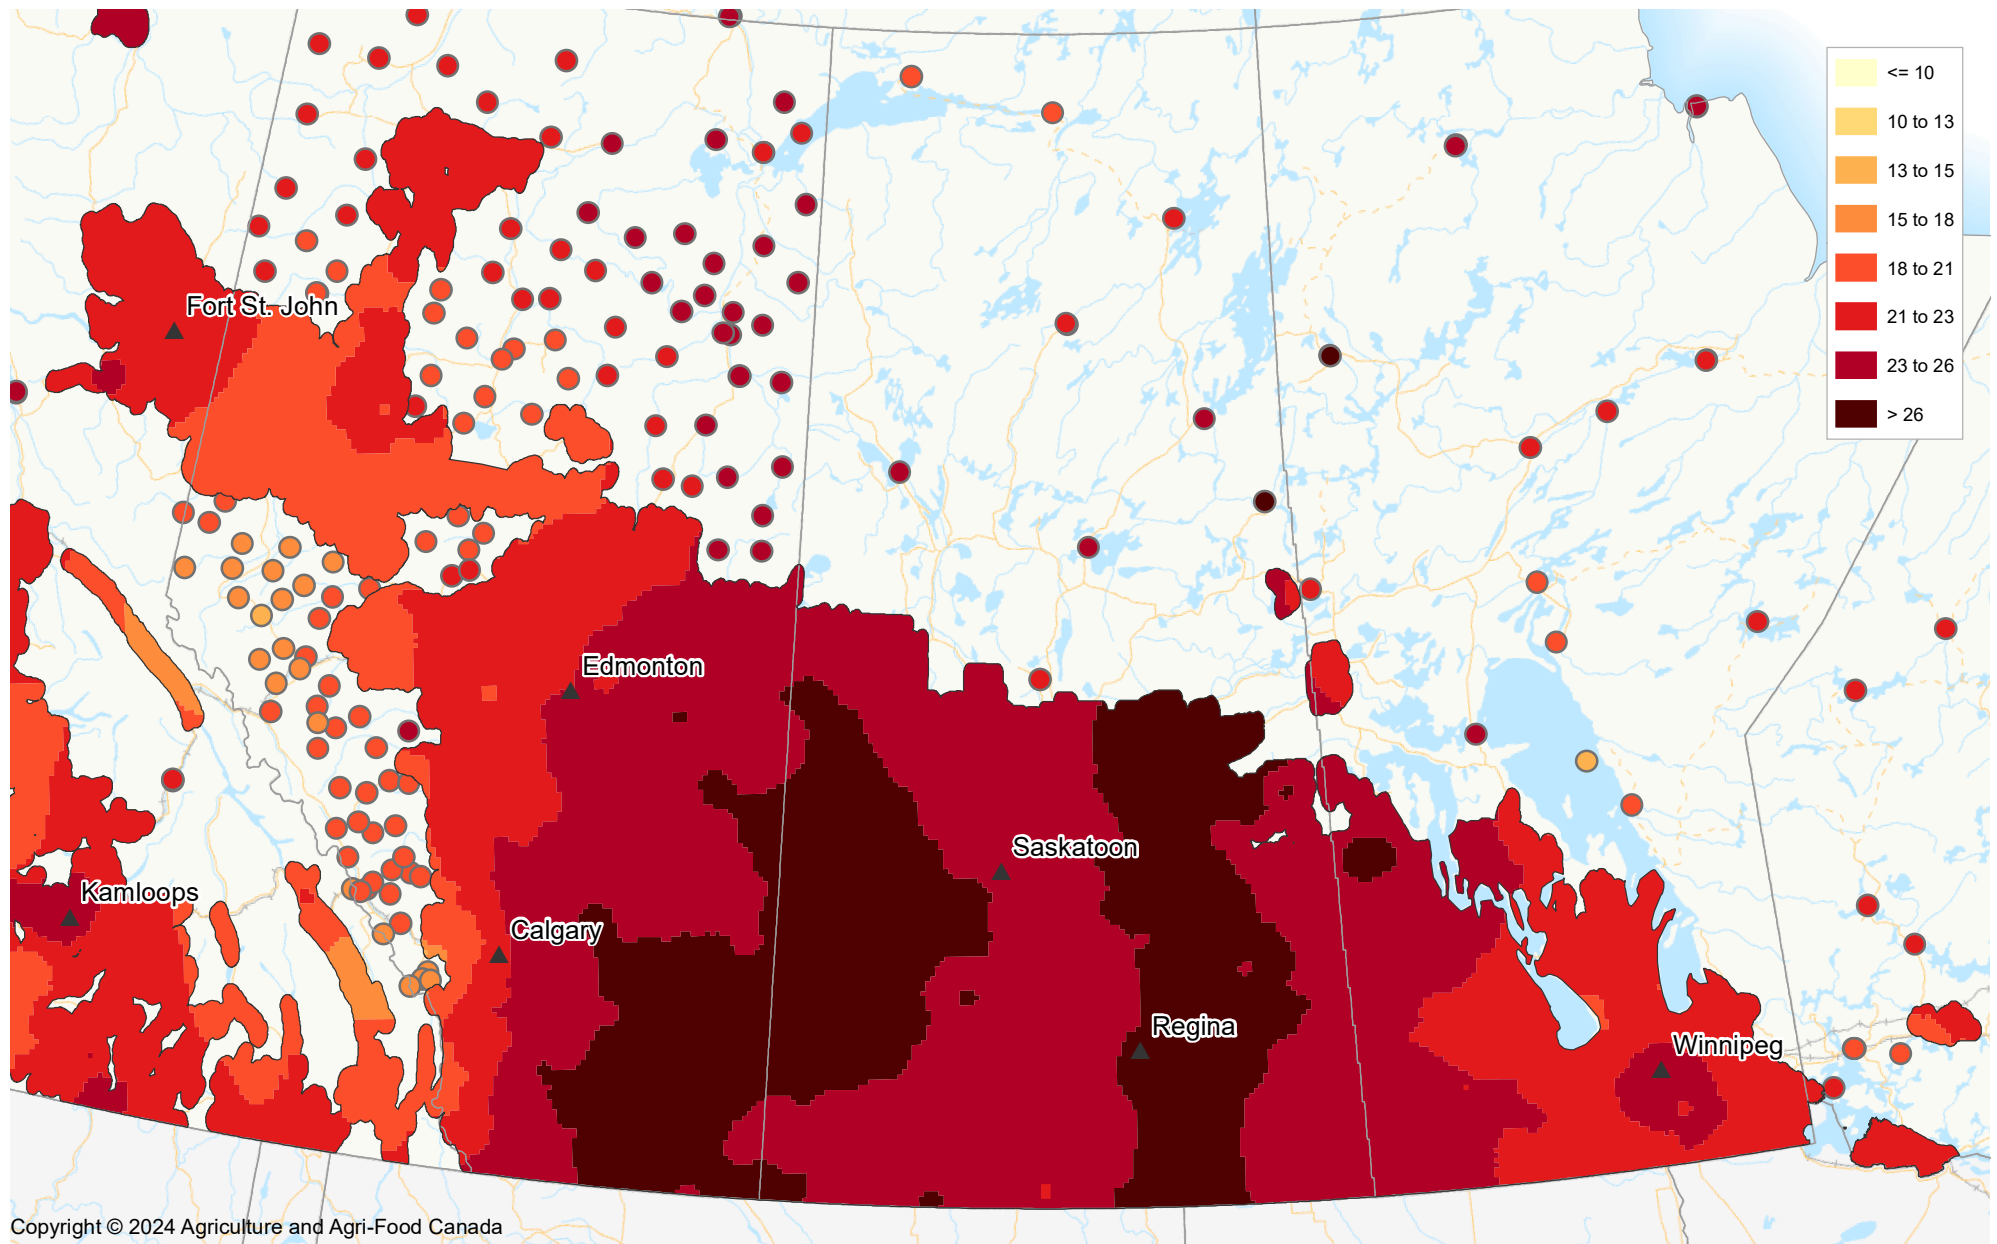 <= 10
10 to 13
13 to 15
15 to 18
18 to 21
21 to 23
23 to 26
> 26
Fort St. John
Edmonton
Saskatoon
Kamloops
Calgary
Regina
Winnipeg
Copyright © 2024 Agriculture and Agri-Food Canada